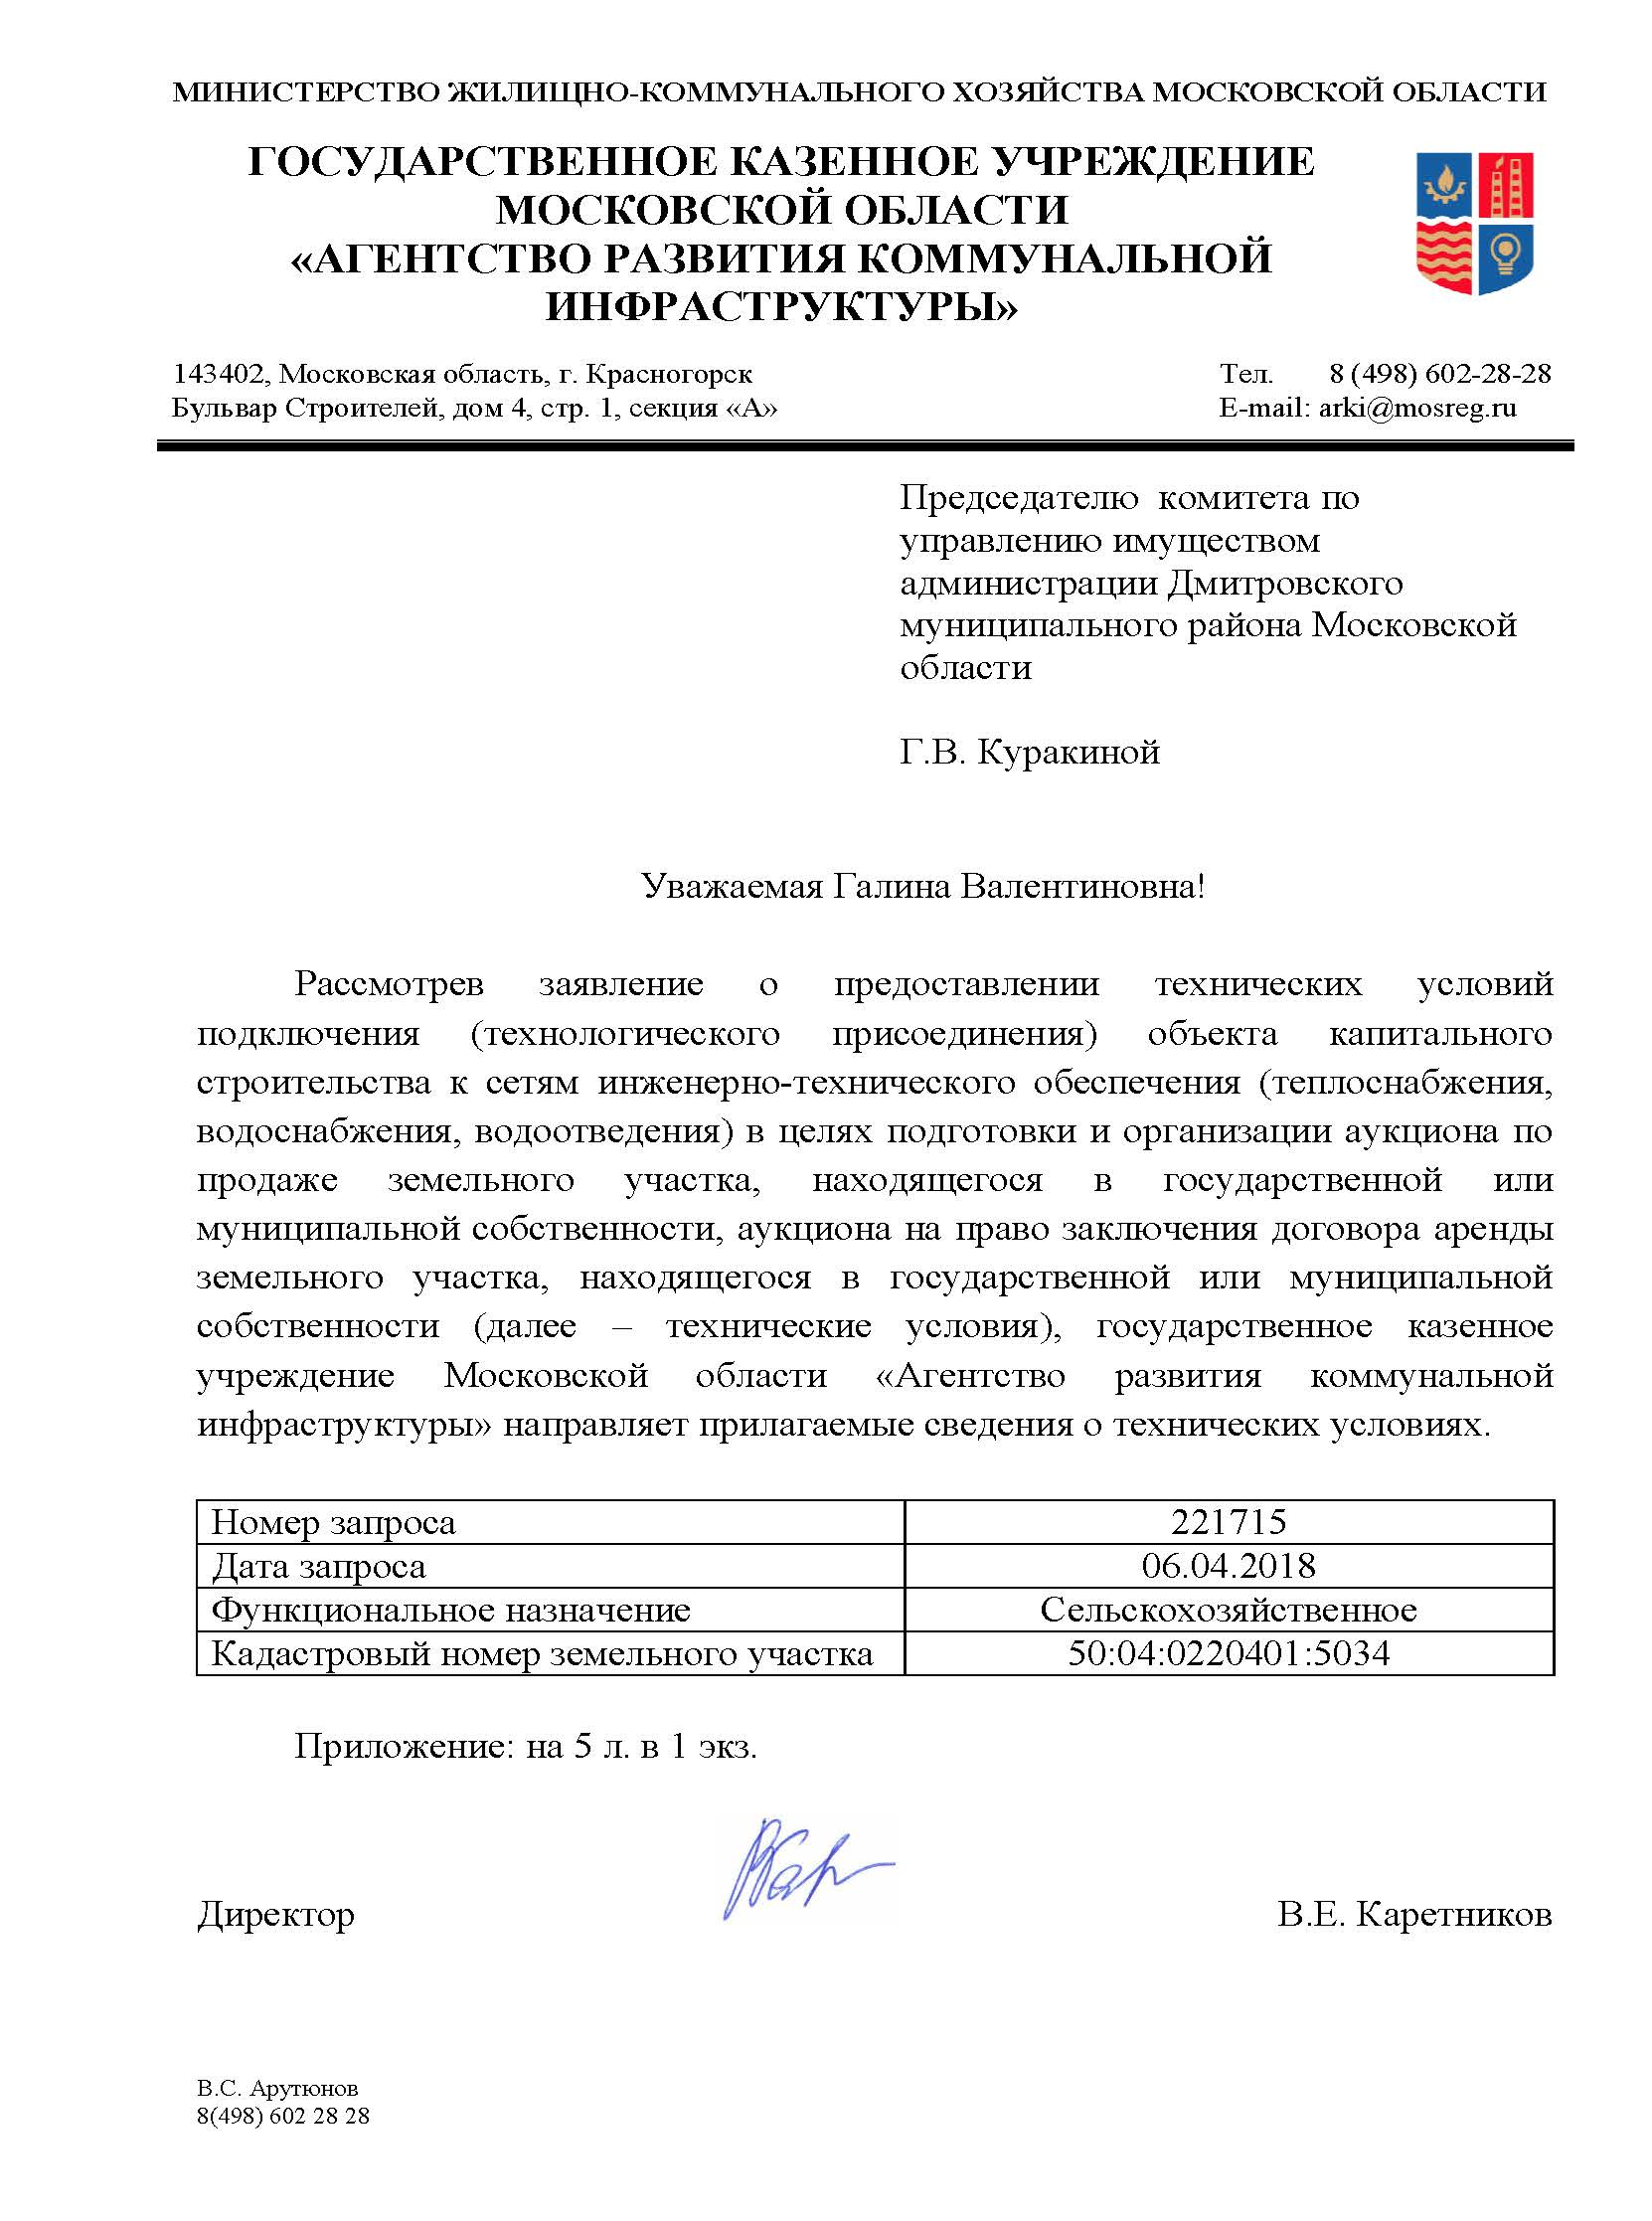 МИНИСТЕРСТВО ЖИЛИЩНО-КОММУНАЛЬНОГО ХОЗЯЙСТВА МОСКОВСКОЙ ОБЛАСТИ
ГОСУДАРСТВЕННОЕ КАЗЕННОЕ УЧРЕЖДЕНИЕ
МОСКОВСКОЙ ОБЛАСТИ
«АГЕНТСТВО РАЗВИТИЯ КОММУНАЛЬНОЙ
ИНФРАСТРУКТУРЫ»
143402, Московская область, г. Красногорск
Бульвар Строителей, дом 4, стр. 1, секция «А»
Тел. 8 (498) 602-28-28
E-mail: arki@mosreg.ru
Председателю комитета по
управлению имуществом
администрации Дмитровского
муниципального района Московской
области
Г.В. Куракиной
Уважаемая Галина Валентиновна!
Рассмотрев заявление о предоставлении технических условий
подключения (технологического присоединения) объекта капитального
строительства к сетям инженерно-технического обеспечения (теплоснабжения,
водоснабжения, водоотведения) в целях подготовки и организации аукциона по
продаже земельного участка, находящегося в государственной или
муниципальной собственности, аукциона на право заключения договора аренды
земельного участка, находящегося в государственной или муниципальной
собственности (далее – технические условия), государственное казенное
учреждение Московской области «Агентство развития коммунальной
инфраструктуры» направляет прилагаемые сведения о технических условиях.
Номер запроса 221715
Дата запроса 06.04.2018
Функциональное назначение Сельскохозяйственное
Кадастровый номер земельного участка 50:04:0220401:5034
Приложение: на 5 л. в 1 экз.
Директор В.Е. Каретников
В.С. Арутюнов
8(498) 602 28 28